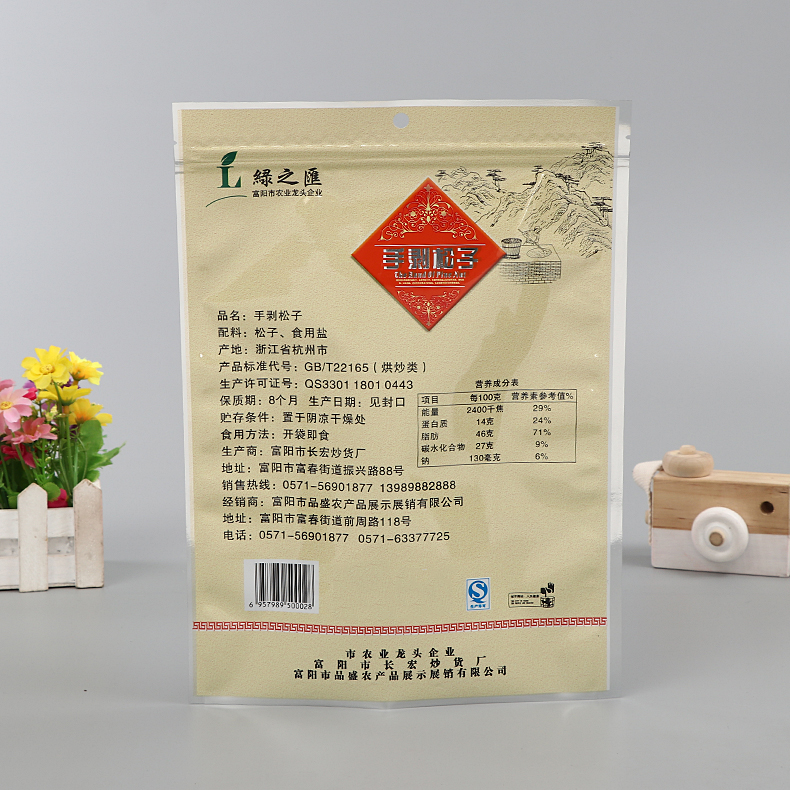 綠之匯
富阳市农业龙头企业
手剥松子
品名：手剥松子
配料：松子、食用盐
产地：浙江省杭州市
产品标准代号：GB/T22165（烘炒类）
生产许可证号：QS3301 1801 0443
保质期：8个月 生产日期：见封口
贮存条件：置于阴凉干燥处
食用方法：开袋即食
生产商：富阳市长宏炒货厂
地址：富阳市富春街道振兴路88号
销售热线：0571-56901877 13989882888
经销商：富阳市品盛农产品展示展销有限公司
地址：富阳市富春街道前周路118号
电话：0571-56901877 0571-63377725
营养成分表
项目 每100克 营养素参考值%
能量 2400千焦 29%
蛋白质 14克 24%
脂肪 46克 71%
碳水化合物 27克 9%
钠 130毫克 6%
6 957989 500028
市农业龙头企业
富阳市长宏炒货厂
富阳市品盛农产品展示展销有限公司